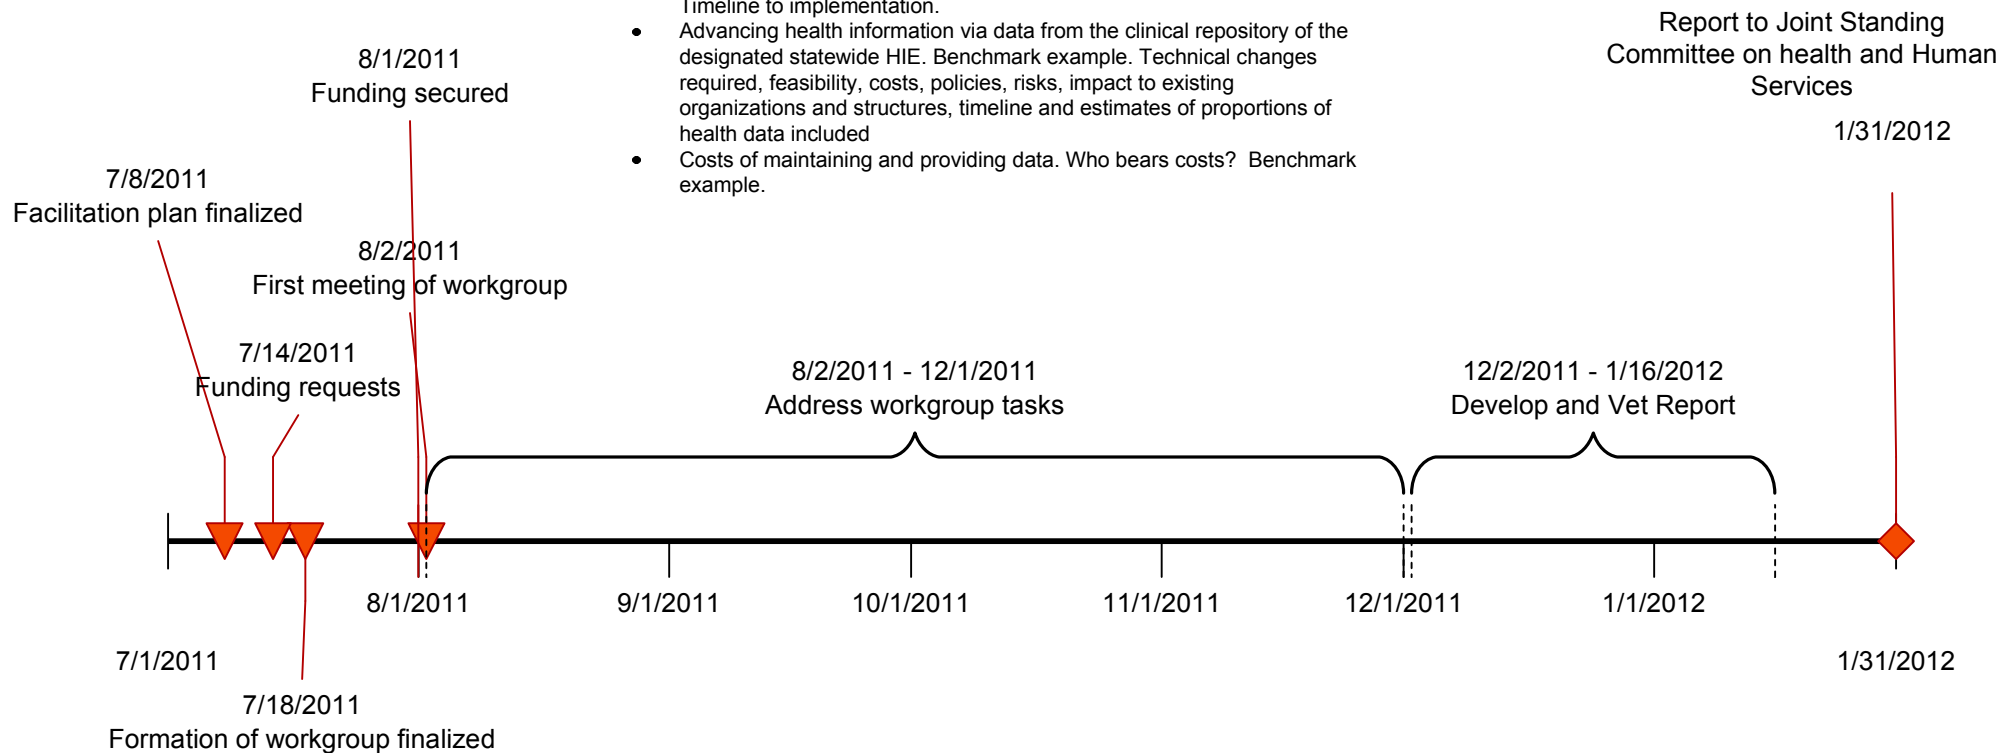 Timeline to implementation.
• Advancing health information via data from the clinical repository of the
designated statewide HIE. Benchmark example. Technical changes
required, feasibility, costs, policies, risks, impact to existing
organizations and structures, timeline and estimates of proportions of
health data included
• Costs of maintaining and providing data. Who bears costs?  Benchmark
example.
Report to Joint Standing
Committee on health and Human
Services
1/31/2012
8/1/2011
Funding secured
7/8/2011
Facilitation plan finalized
8/2/2011
First meeting of workgroup
7/14/2011
Funding requests
8/2/2011 - 12/1/2011
Address workgroup tasks
12/2/2011 - 1/16/2012
Develop and Vet Report
8/1/2011
9/1/2011
10/1/2011
11/1/2011
12/1/2011
1/1/2012
7/1/2011
1/31/2012
7/18/2011
Formation of workgroup finalized